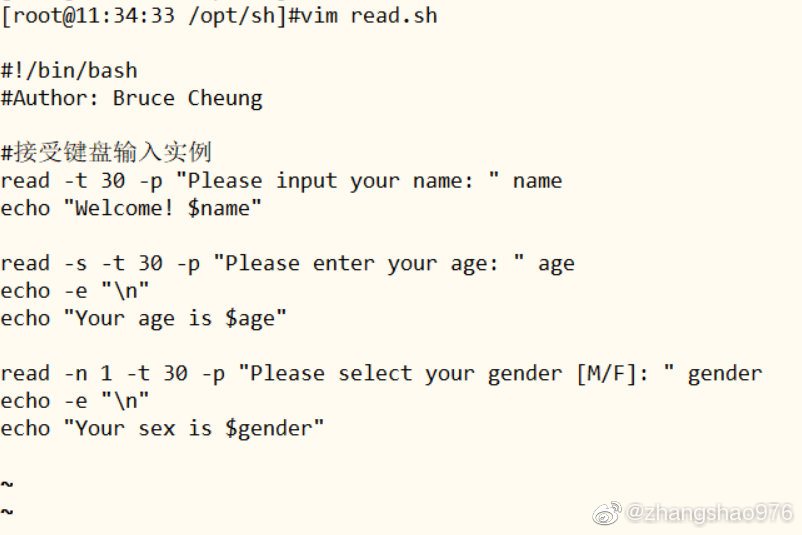 [root@11:34:33 /opt/sh]#vim read.sh
#!/bin/bash
#Author: Bruce Cheung
#接受键盘输入实例
read -t 30 -p "Please input your name: " name
echo "Welcome! $name"
read -s -t 30 -p "Please enter your age: " age
echo -e "\n"
echo "Your age is $age"
read -n 1 -t 30 -p "Please select your gender [M/F]: " gender
echo -e "\n"
echo "Your sex is $gender"
~
~
@zhangshao976